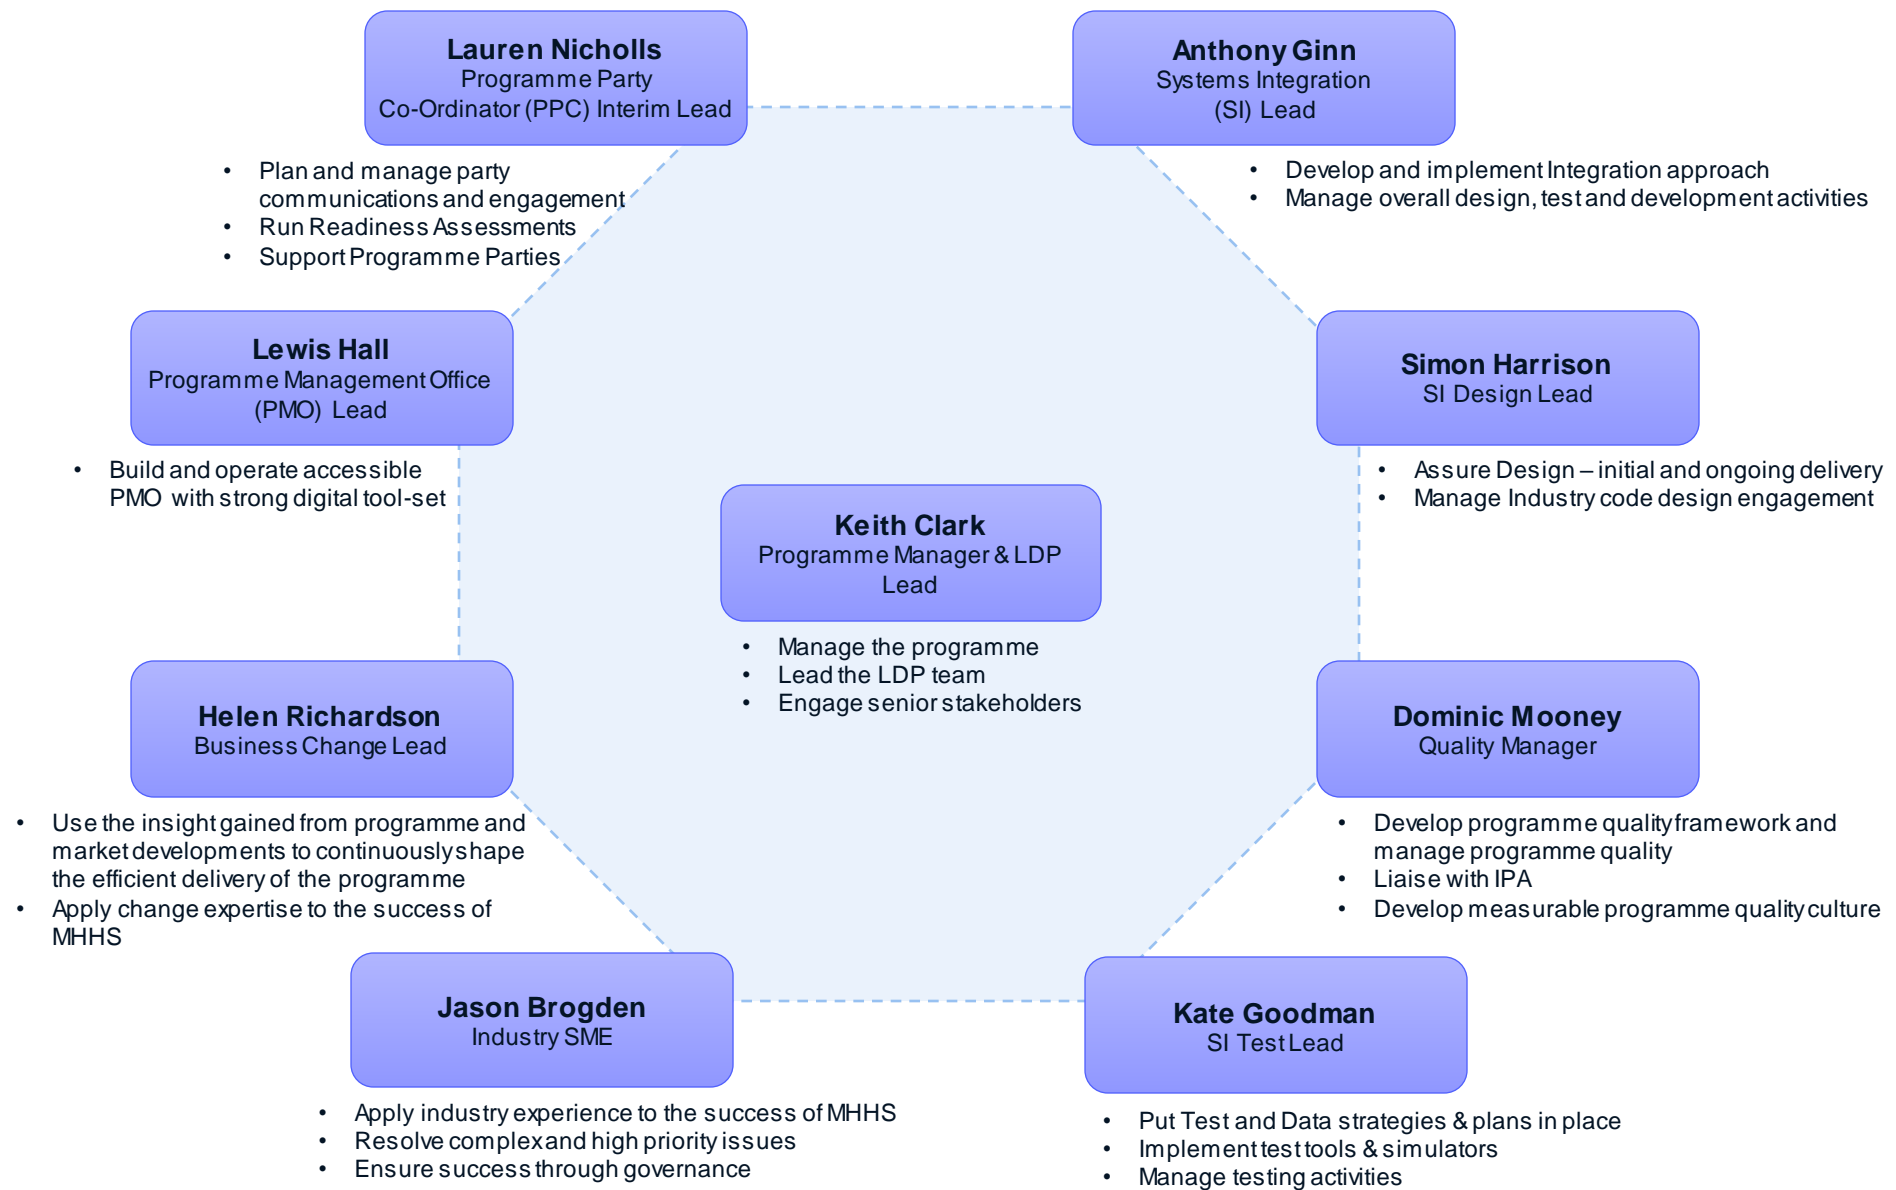 Lauren Nicholls
Programme Party
Co-Ordinator (PPC) Interim Lead
• Plan and manage party
communications and engagement
• Run Readiness Assessments
• Support Programme Parties
Anthony Ginn
Systems Integration
(SI) Lead
• Develop and implement Integration approach
• Manage overall design, test and development activities
Lewis Hall
Programme Management Office
(PMO) Lead
• Build and operate accessible
PMO with strong digital tool-set
Simon Harrison
SI Design Lead
• Assure Design – initial and ongoing delivery
• Manage Industry code design engagement
Keith Clark
Programme Manager & LDP
Lead
• Manage the programme
• Lead the LDP team
• Engage senior stakeholders
Helen Richardson
Business Change Lead
• Use the insight gained from programme and
market developments to continuously shape
the efficient delivery of the programme
• Apply change expertise to the success of
MHHS
Dominic Mooney
Quality Manager
• Develop programme quality framework and
manage programme quality
• Liaise with IPA
• Develop measurable programme quality culture
Jason Brogden
Industry SME
• Apply industry experience to the success of MHHS
• Resolve complex and high priority issues
• Ensure success through governance
Kate Goodman
SI Test Lead
• Put Test and Data strategies & plans in place
• Implement test tools & simulators
• Manage testing activities